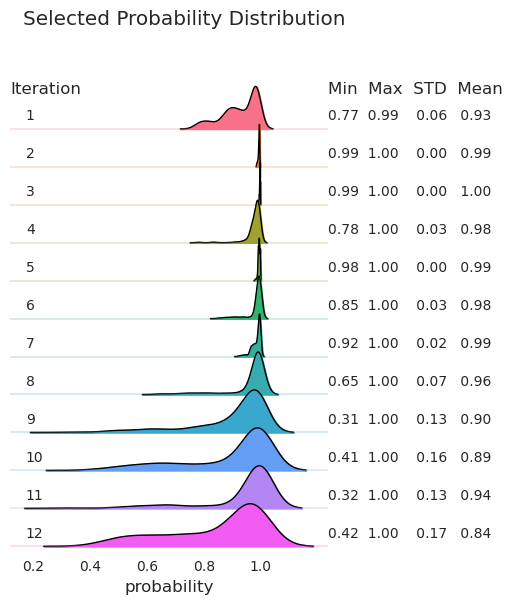 Selected Probability Distribution
Iteration Min Max STD Mean
1 0.77 0.99 0.06 0.93
2 0.99 1.00 0.00 0.99
3 0.99 1.00 0.00 1.00
4 0.78 1.00 0.03 0.98
5 0.98 1.00 0.00 0.99
6 0.85 1.00 0.03 0.98
7 0.92 1.00 0.02 0.99
8 0.65 1.00 0.07 0.96
9 0.31 1.00 0.13 0.90
10 0.41 1.00 0.16 0.89
11 0.32 1.00 0.13 0.94
12 0.42 1.00 0.17 0.84
0.2 0.4 0.6 0.8 1.0
probability